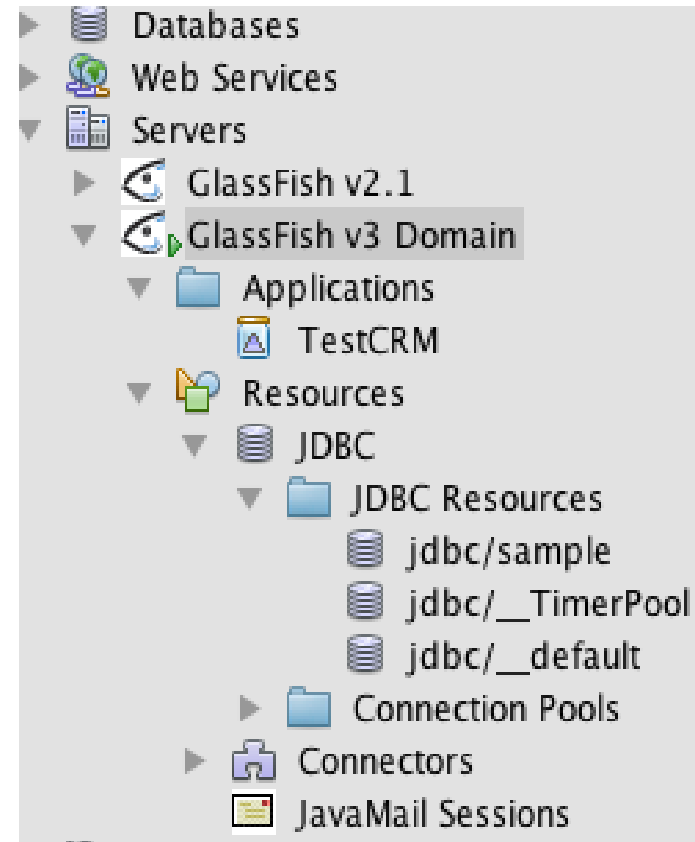 Databases
Web Services
Servers
GlassFish v2.1
GlassFish v3 Domain
Applications
TestCRM
Resources
JDBC
JDBC Resources
jdbc/sample
jdbc/__TimerPool
jdbc/__default
Connection Pools
Connectors
JavaMail Sessions